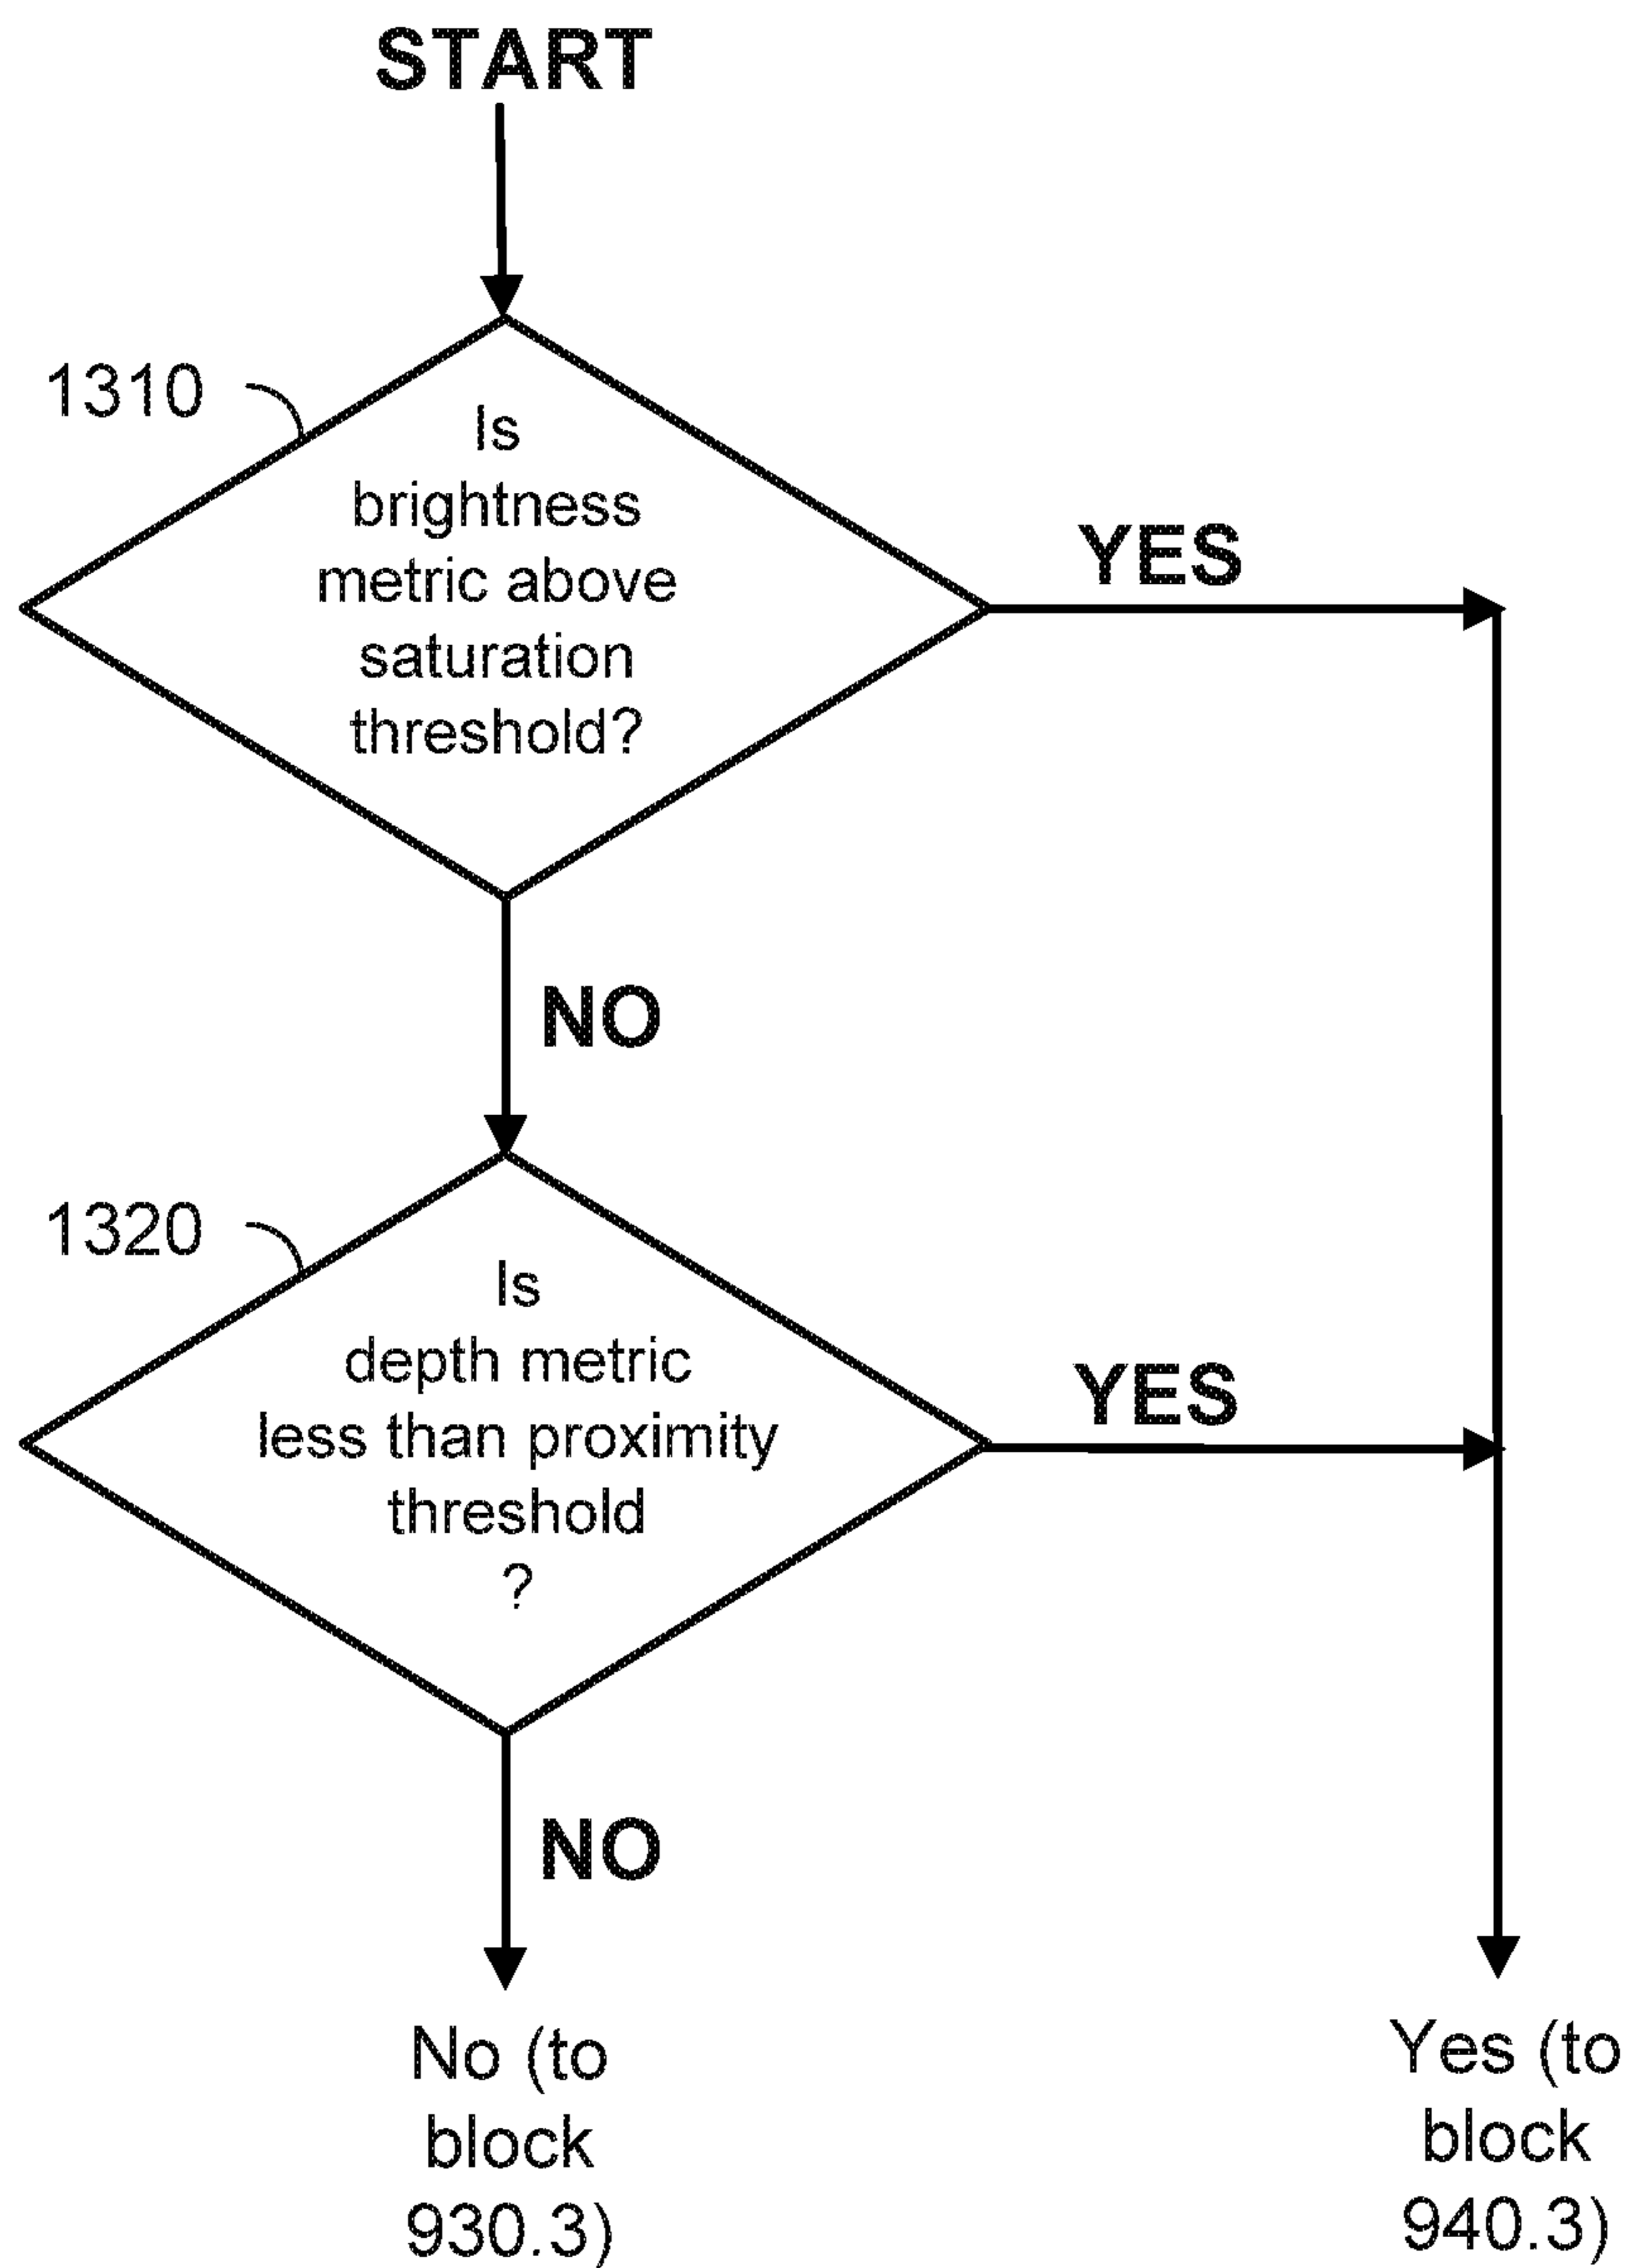 START
1310
Is
brightness
metric above
saturation
threshold?
YES
NO
1320
Is
depth metric
less than proximity
threshold
?
YES
NO
No (to
block
930.3)
Yes (to
block
940.3)